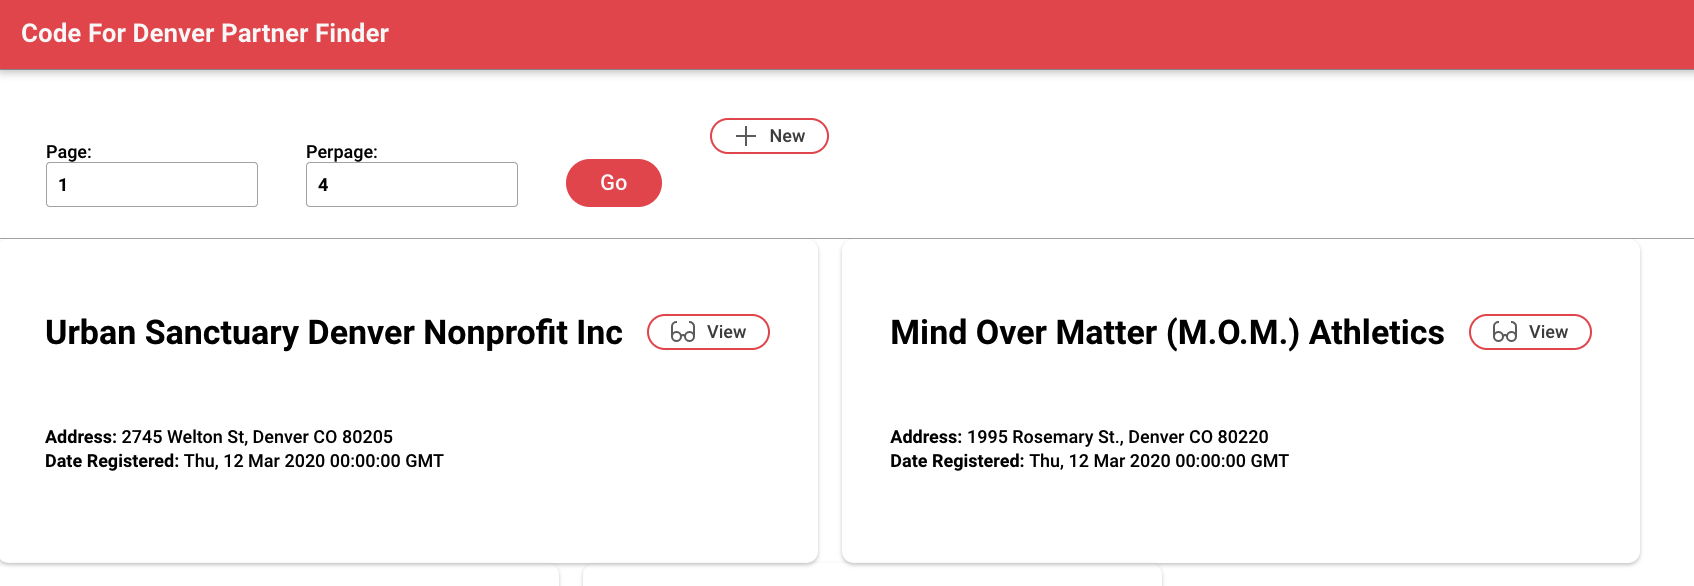 Code For Denver Partner Finder
New
Page:
Perpage:
1
4
Go
Urban Sanctuary Denver Nonprofit Inc
View
Address: 2745 Welton St, Denver CO 80205
Date Registered: Thu, 12 Mar 2020 00:00:00 GMT
Mind Over Matter (M.O.M.) Athletics
View
Address: 1995 Rosemary St., Denver CO 80220
Date Registered: Thu, 12 Mar 2020 00:00:00 GMT